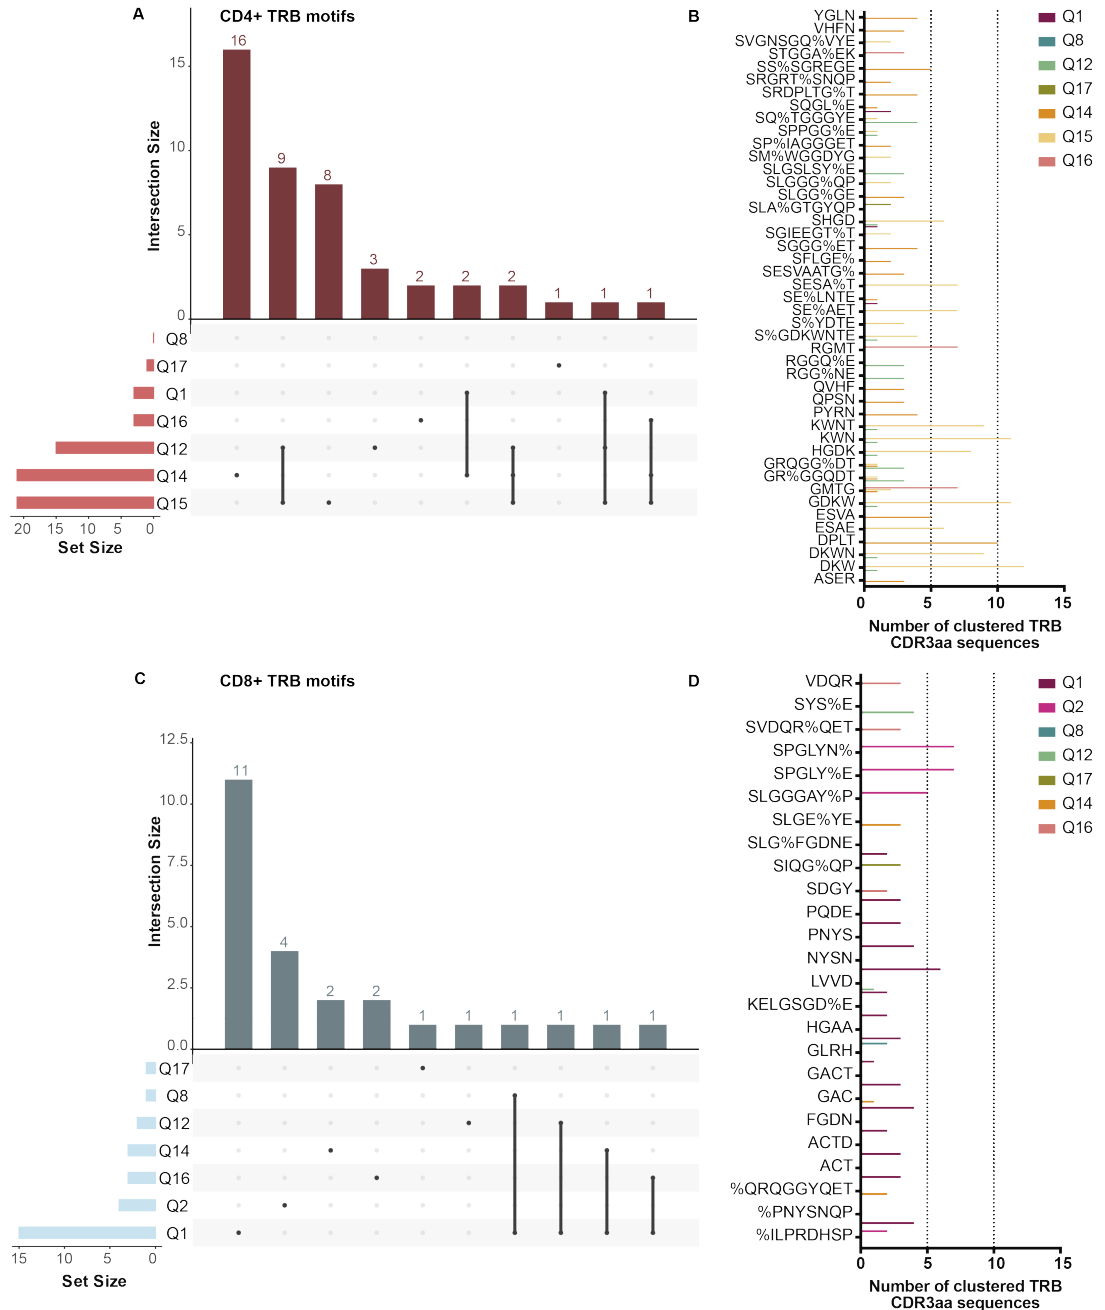 A
CD4+ TRB motifs
16
9
8
3
2
2
2
1
1
1
15
10
5
0
Intersection Size
Q8
Q17
Q1
Q16
Q12
Q14
Q15
20 15 10 5 0
Set Size
B
YGLN
VHFN
SVGNSGQ%VYE
STGGA%EK
SS%SGREGE
SRGRT%SNQP
SRDPLTG%T
SQGL%E
SQ%TGGGYE
SPPGG%E
SP%IAGGGET
SM%WGGDYG
SLGSLSY%E
SLGGG%QP
SLGG%GE
SLA%GTGYQP
SHGD
SGIEEGT%T
SGGG%ET
SFLGE%
SESVAATG%
SESA%T
SE%LNTE
SE%AET
S%YDTE
S%GDKWNTE
RGMT
RGGQ%E
RGG%NE
QVHF
QPSN
PYRN
KWNT
KWN
HGDK
GRQGG%DT
GR%GGQDT
GMTG
GDKW
ESVA
ESAE
DPLT
DKWN
DKW
ASER
0 5 10 15
Number of clustered TRB
CDR3aa sequences
Q1
Q8
Q12
Q17
Q14
Q15
Q16
C
CD8+ TRB motifs
11
4
2
2
1
1
1
1
1
1
12.5
10.0
7.5
5.0
2.5
0.0
Intersection Size
Q17
Q8
Q12
Q14
Q16
Q2
Q1
15 10 5 0
Set Size
D
VDQR
SYS%E
SVDQR%QET
SPGLYN%
SPGLY%E
SLGGGAY%P
SLGE%YE
SLG%FGDNE
SIQG%QP
SDGY
PQDE
PNYS
NYSN
LVVD
KELGSGD%E
HGAA
GLRH
GACT
GAC
FGDN
ACTD
ACT
%QRQGGYQET
%PNYSNQP
%ILPRDHSP
0 5 10 15
Number of clustered TRB
CDR3aa sequences
Q1
Q2
Q8
Q12
Q17
Q14
Q16